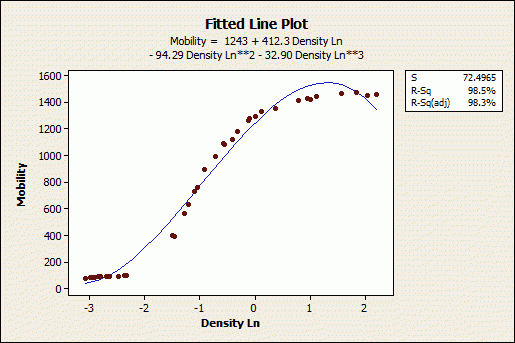 Fitted Line Plot
Mobility = 1243 + 412.3 Density Ln
- 94.29 Density Ln**2 - 32.90 Density Ln**3
S 72.4965
R-Sq 98.5%
R-Sq(adj) 98.3%
1600
1400
1200
1000
800
600
400
200
0
Mobility
-3 -2 -1 0 1 2
Density Ln